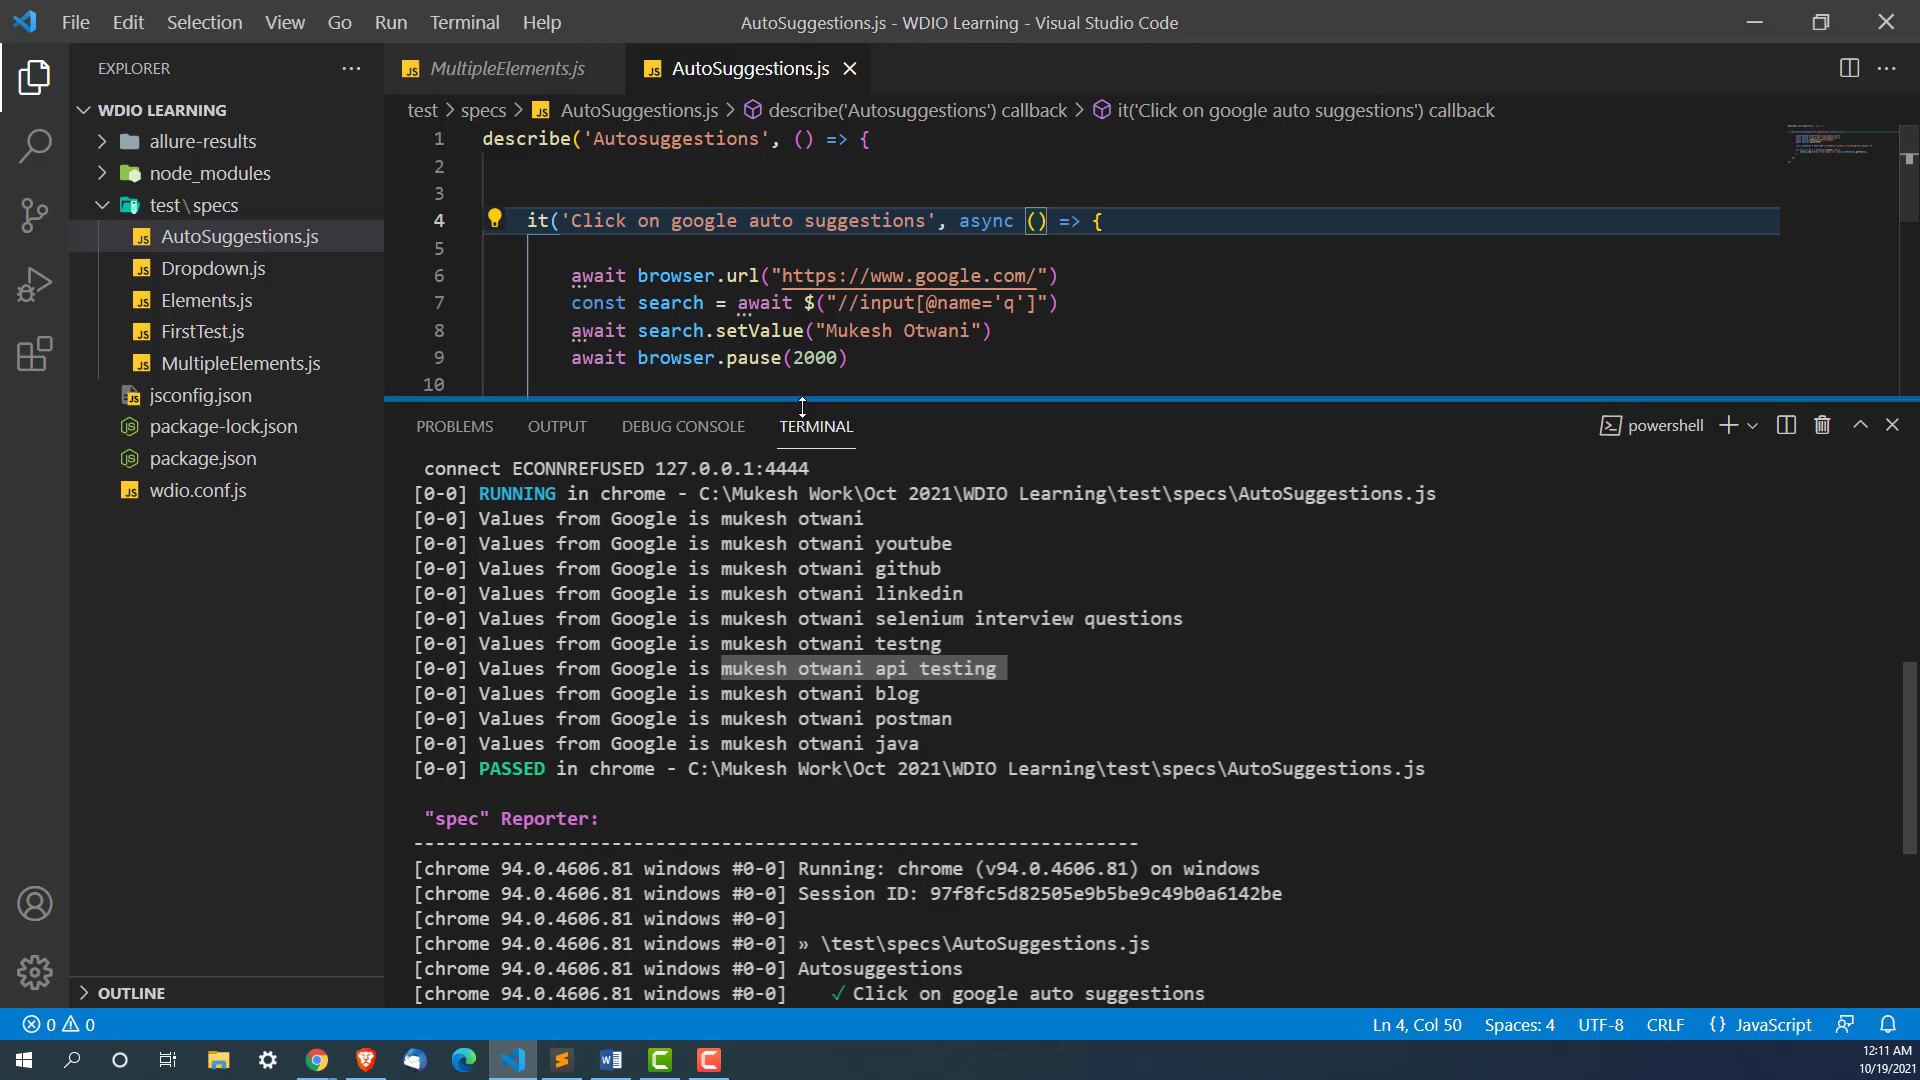 File Edit Selection View Go Run Terminal Help
AutoSuggestions.js - WDIO Learning - Visual Studio Code
EXPLORER
WDIO LEARNING
allure-results
node_modules
test\specs
AutoSuggestions.js
Dropdown.js
Elements.js
FirstTest.js
MultipleElements.js
jsconfig.json
package-lock.json
package.json
wdio.conf.js
OUTLINE
MultipleElements.js AutoSuggestions.js
test > specs > AutoSuggestions.js > describe('Autosuggestions') callback > it('Click on google auto suggestions') callback
1 describe('Autosuggestions', () => {
2
3
4 it('Click on google auto suggestions', async () => {
5
6 await browser.url("https://www.google.com/")
7 const search = await $("//input[@name='q']")
8 await search.setValue("Mukesh Otwani")
9 await browser.pause(2000)
10
PROBLEMS OUTPUT DEBUG CONSOLE TERMINAL powershell
connect ECONNREFUSED 127.0.0.1:4444
[0-0] RUNNING in chrome - C:\Mukesh Work\Oct 2021\WDIO Learning\test\specs\AutoSuggestions.js
[0-0] Values from Google is mukesh otwani
[0-0] Values from Google is mukesh otwani youtube
[0-0] Values from Google is mukesh otwani github
[0-0] Values from Google is mukesh otwani linkedin
[0-0] Values from Google is mukesh otwani selenium interview questions
[0-0] Values from Google is mukesh otwani testng
[0-0] Values from Google is mukesh otwani api testing
[0-0] Values from Google is mukesh otwani blog
[0-0] Values from Google is mukesh otwani postman
[0-0] Values from Google is mukesh otwani java
[0-0] PASSED in chrome - C:\Mukesh Work\Oct 2021\WDIO Learning\test\specs\AutoSuggestions.js
"spec" Reporter:
------------------------------------------------------------------
[chrome 94.0.4606.81 windows #0-0] Running: chrome (v94.0.4606.81) on windows
[chrome 94.0.4606.81 windows #0-0] Session ID: 97f8fc5d82505e9b5be9c49b0a6142be
[chrome 94.0.4606.81 windows #0-0]
[chrome 94.0.4606.81 windows #0-0] » \test\specs\AutoSuggestions.js
[chrome 94.0.4606.81 windows #0-0] Autosuggestions
[chrome 94.0.4606.81 windows #0-0] ✓ Click on google auto suggestions
0 0 Ln 4, Col 50 Spaces: 4 UTF-8 CRLF {} JavaScript
12:11 AM
10/19/2021